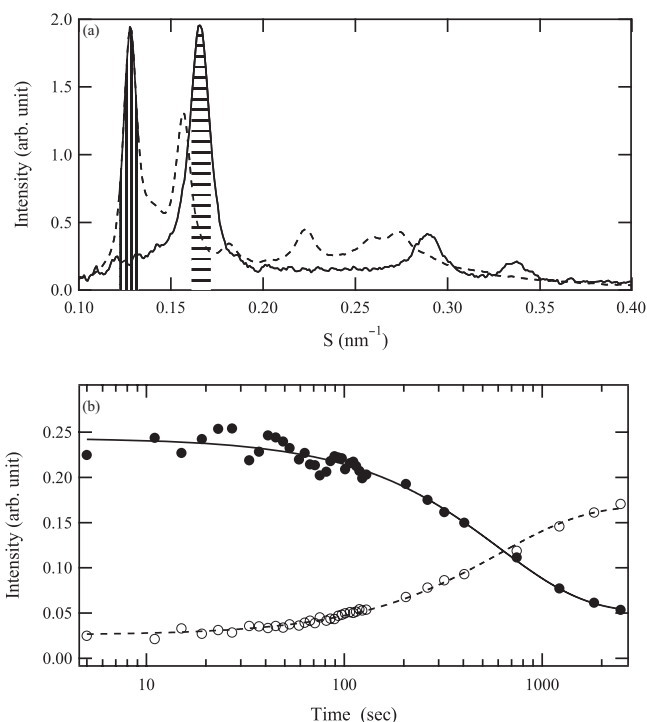 (a)
2.0
1.5
1.0
0.5
0.0
Intensity (arb. unit)
0.10 0.15 0.20 0.25 0.30 0.35 0.40
S (nm⁻¹)
(b)
0.25
0.20
0.15
0.10
0.05
0.00
Intensity (arb. unit)
10 100 1000
Time (sec)